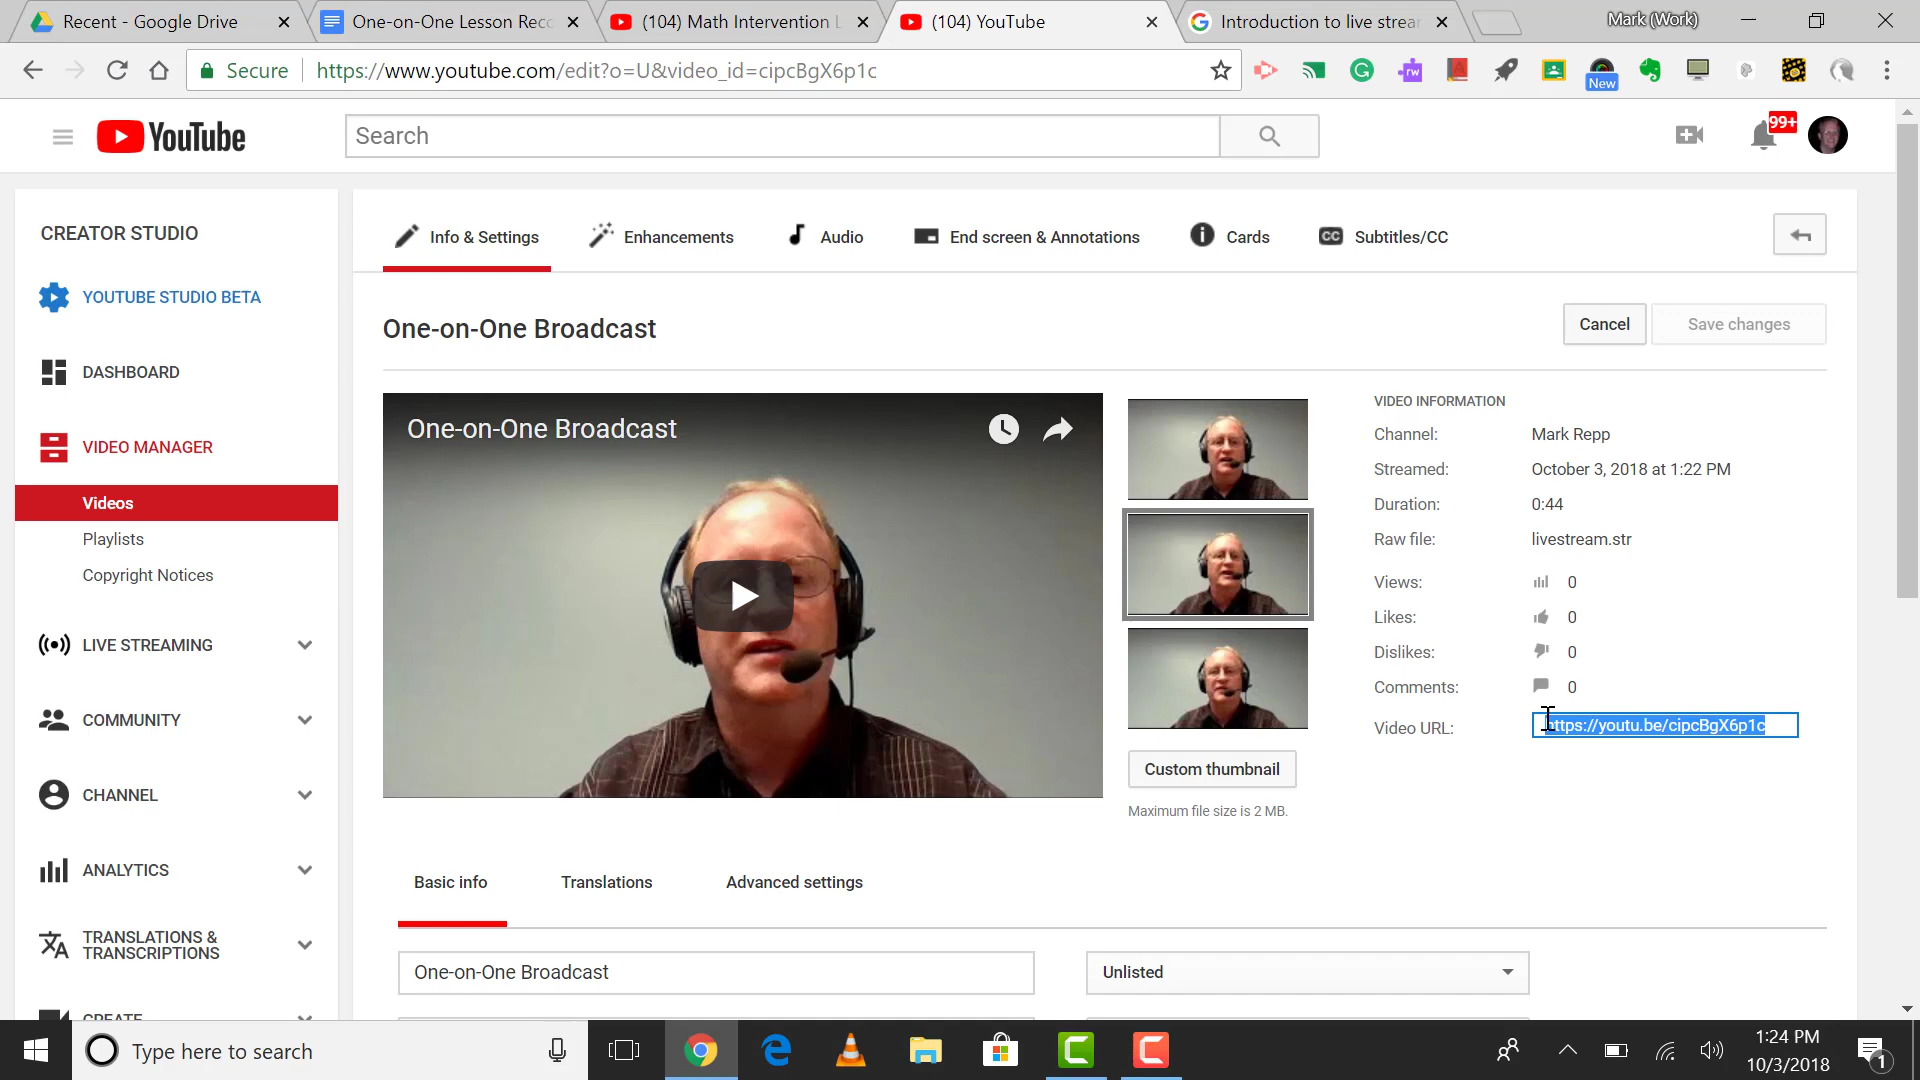 Recent - Google Drive
One-on-One Lesson Rec
(104) Math Intervention L
(104) YouTube
Introduction to live strea
Mark (Work)
Secure
https://www.youtube.com/edit?o=U&video_id=cipcBgX6p1c
rw
New
YouTube
Search
99+
CREATOR STUDIO
YOUTUBE STUDIO BETA
DASHBOARD
VIDEO MANAGER
Videos
Playlists
Copyright Notices
LIVE STREAMING
COMMUNITY
CHANNEL
ANALYTICS
TRANSLATIONS &
TRANSCRIPTIONS
CREATE
Info & Settings
Enhancements
Audio
End screen & Annotations
Cards
CC Subtitles/CC
One-on-One Broadcast
Cancel
Save changes
One-on-One Broadcast
Custom thumbnail
Maximum file size is 2 MB.
VIDEO INFORMATION
Channel: Mark Repp
Streamed: October 3, 2018 at 1:22 PM
Duration: 0:44
Raw file: livestream.str
Views: 0
Likes: 0
Dislikes: 0
Comments: 0
Video URL: https://youtu.be/cipcBgX6p1c
Basic info
Translations
Advanced settings
One-on-One Broadcast
Unlisted
Type here to search
1:24 PM
10/3/2018
1